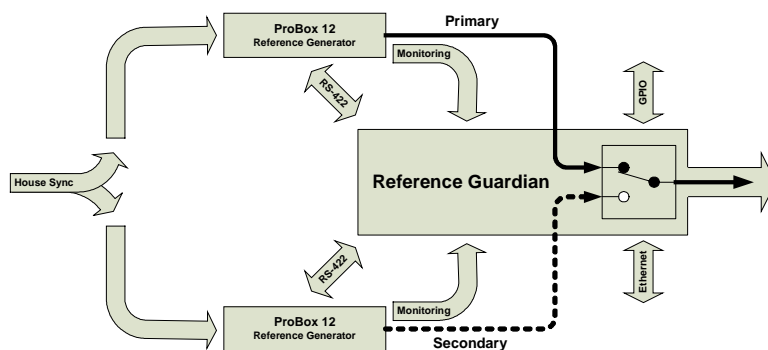 ProBox 12
Reference Generator
Primary
Monitoring
RS-422
GPIO
House Sync
Reference Guardian
RS-422
Ethernet
ProBox 12
Reference Generator
Monitoring
Secondary